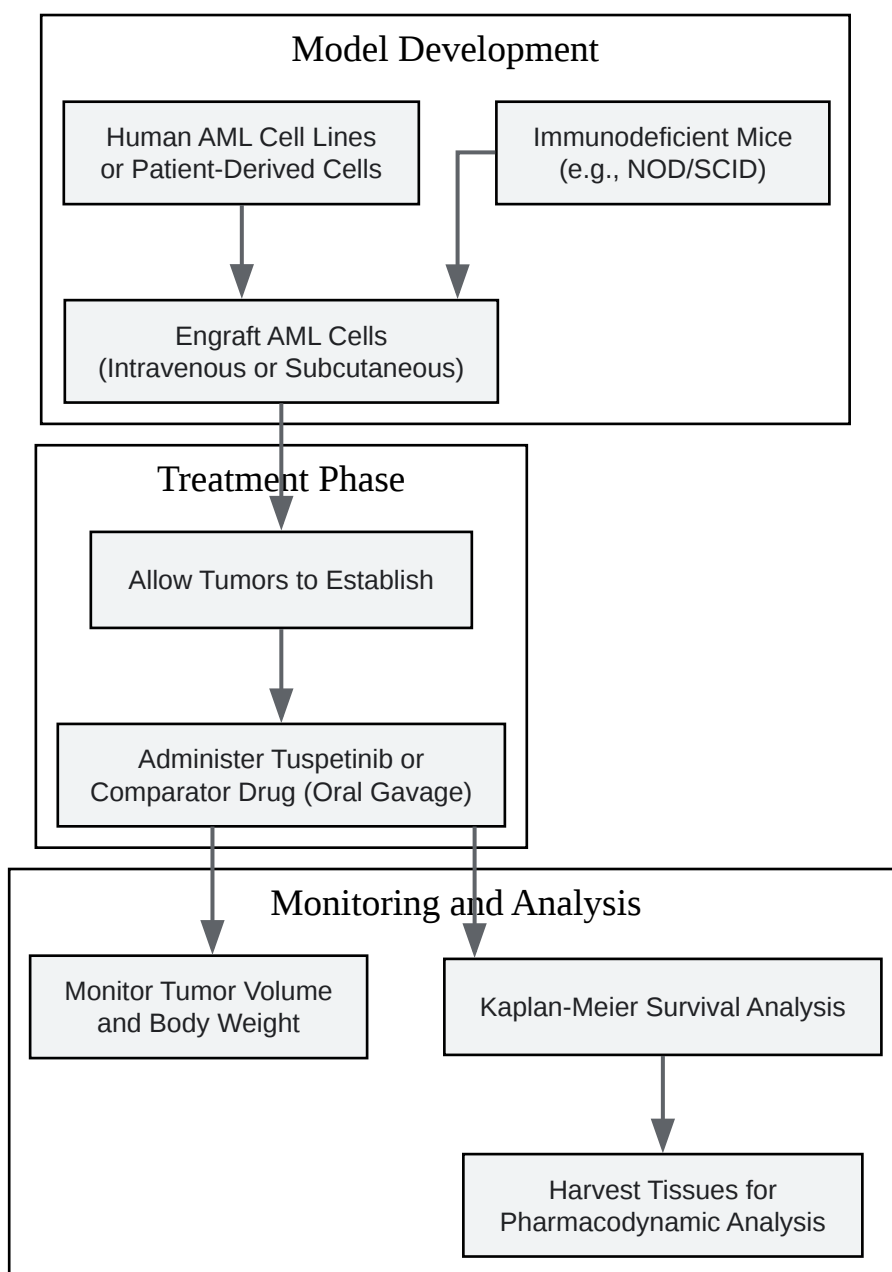 Model Development
Human AML Cell Lines
or Patient-Derived Cells
Immunodeficient Mice
(e.g., NOD/SCID)
Engraft AML Cells
(Intravenous or Subcutaneous)
Treatment Phase
Allow Tumors to Establish
Administer Tuspetinib or
Comparator Drug (Oral Gavage)
Monitoring and Analysis
Monitor Tumor Volume
and Body Weight
Kaplan-Meier Survival Analysis
Harvest Tissues for
Pharmacodynamic Analysis